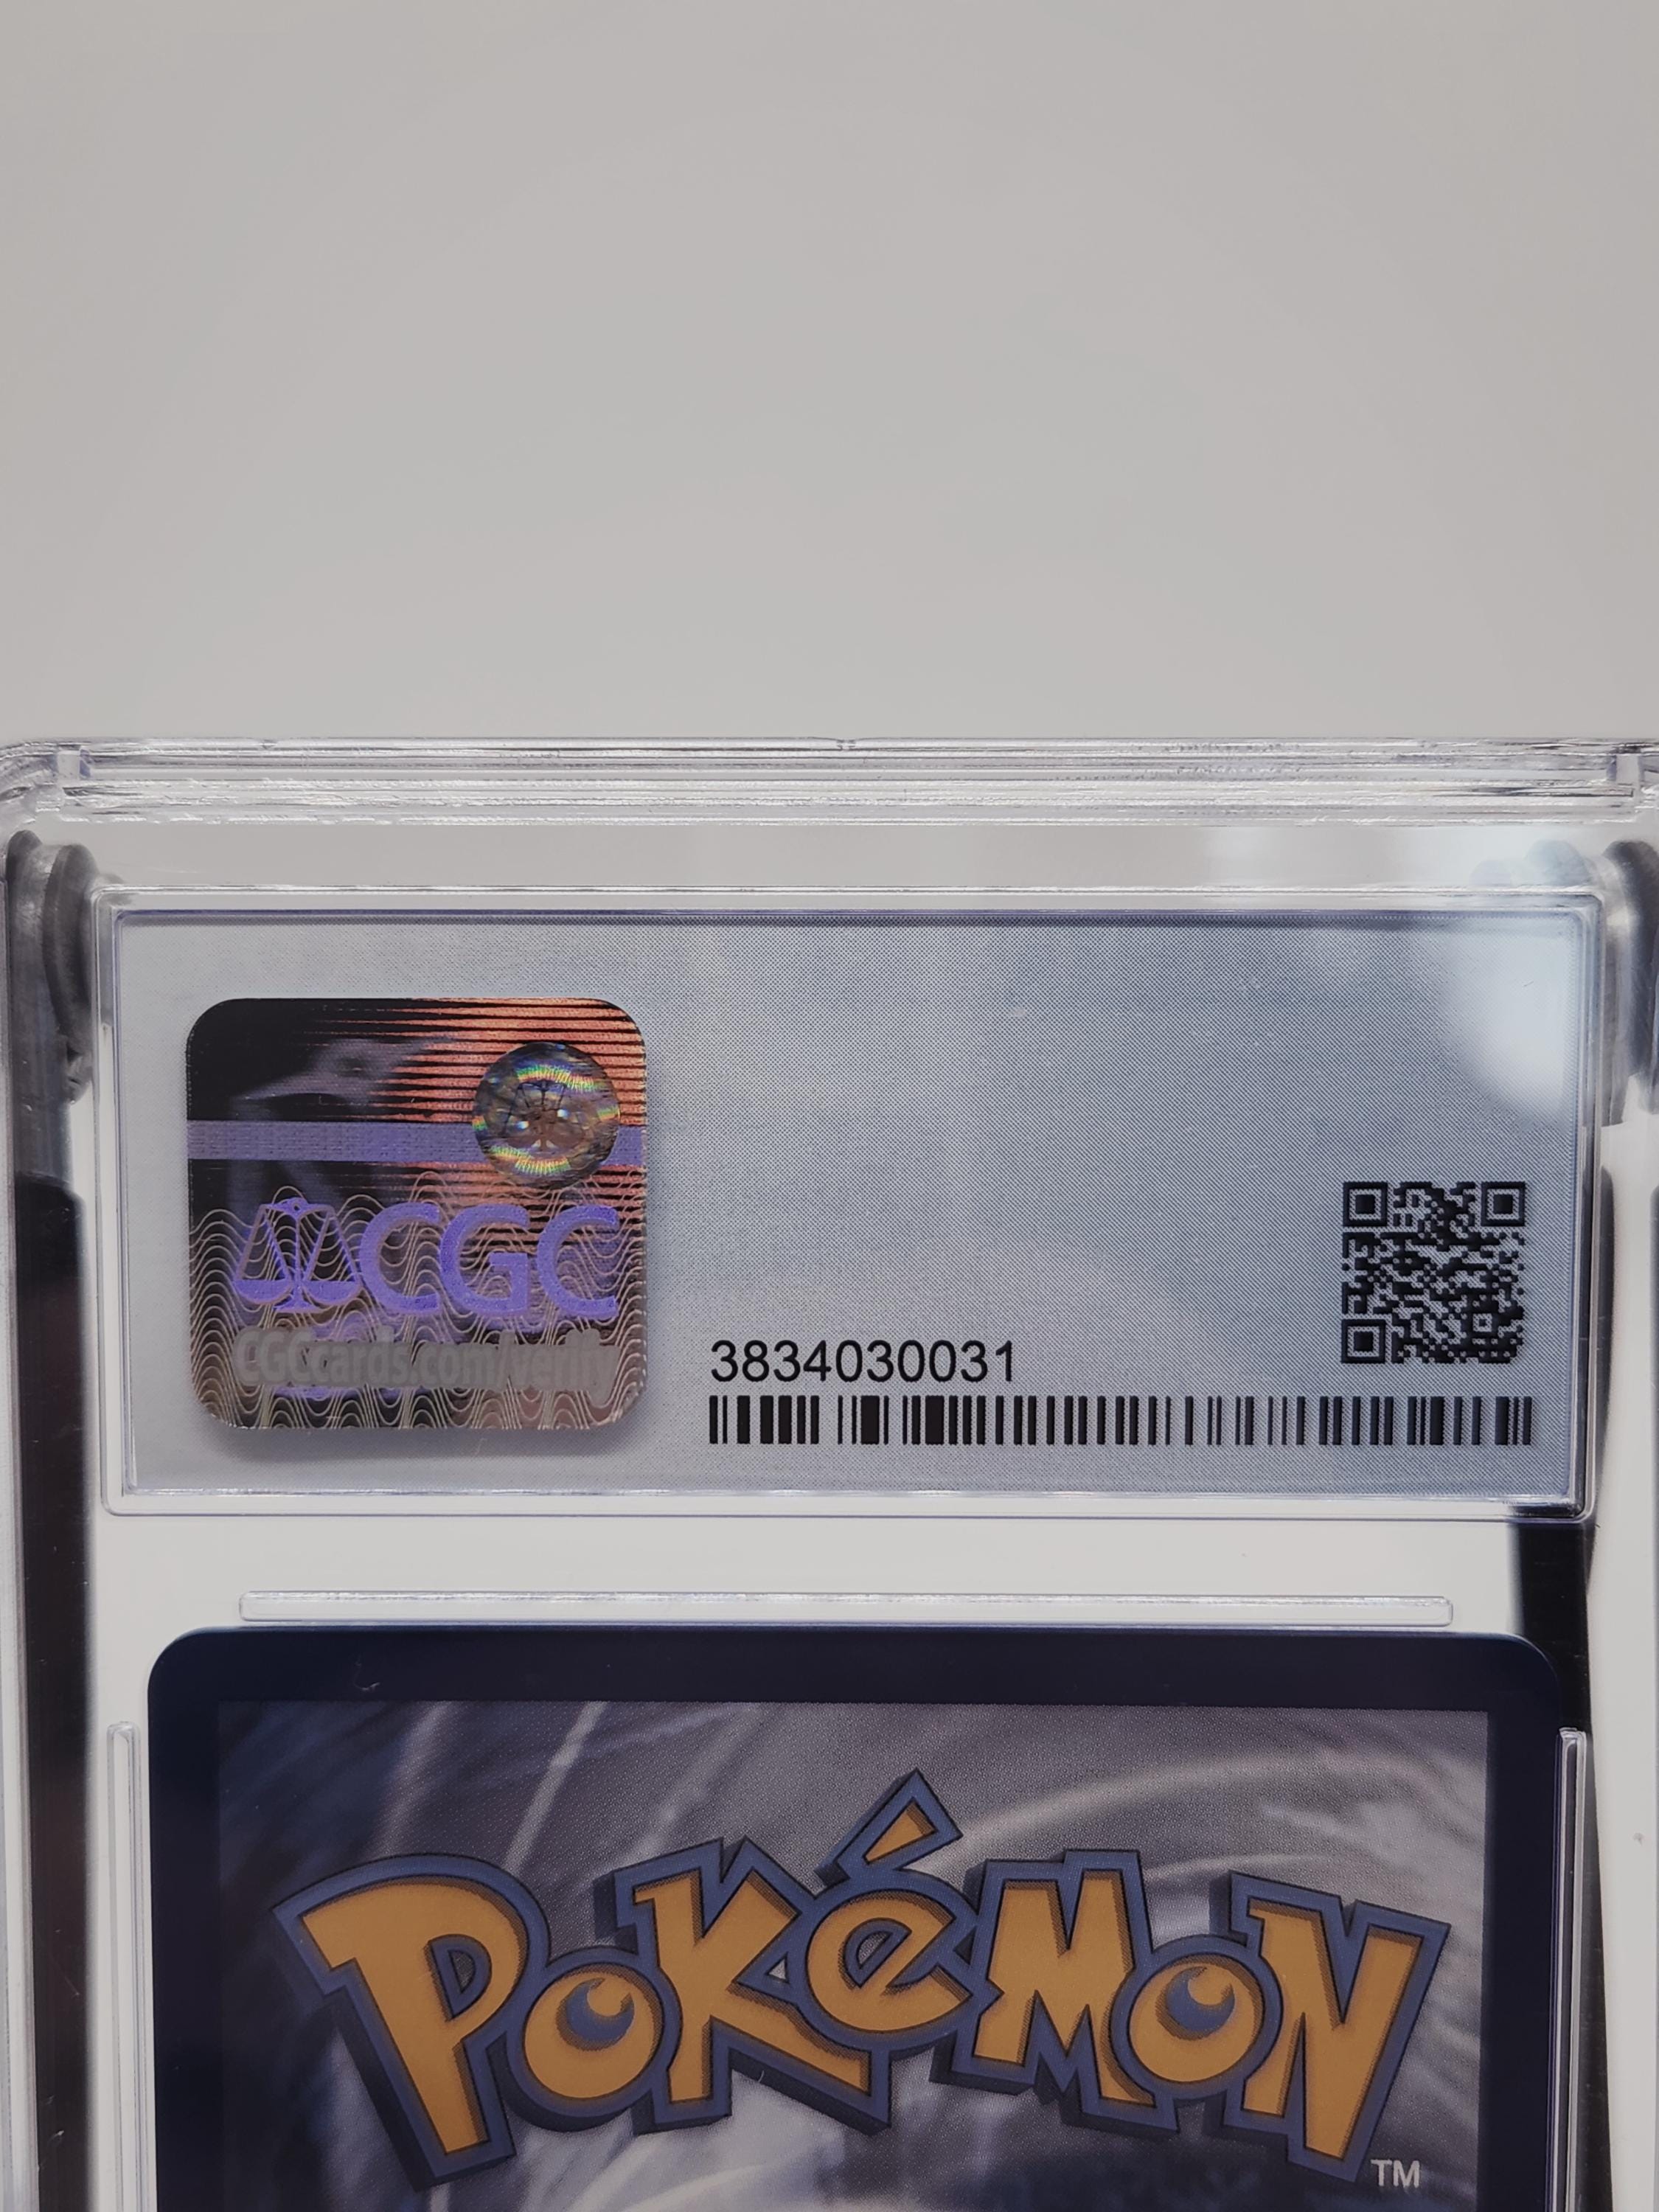 CGC
CGCcards.com/verify
3834030031
POKéMON
TM